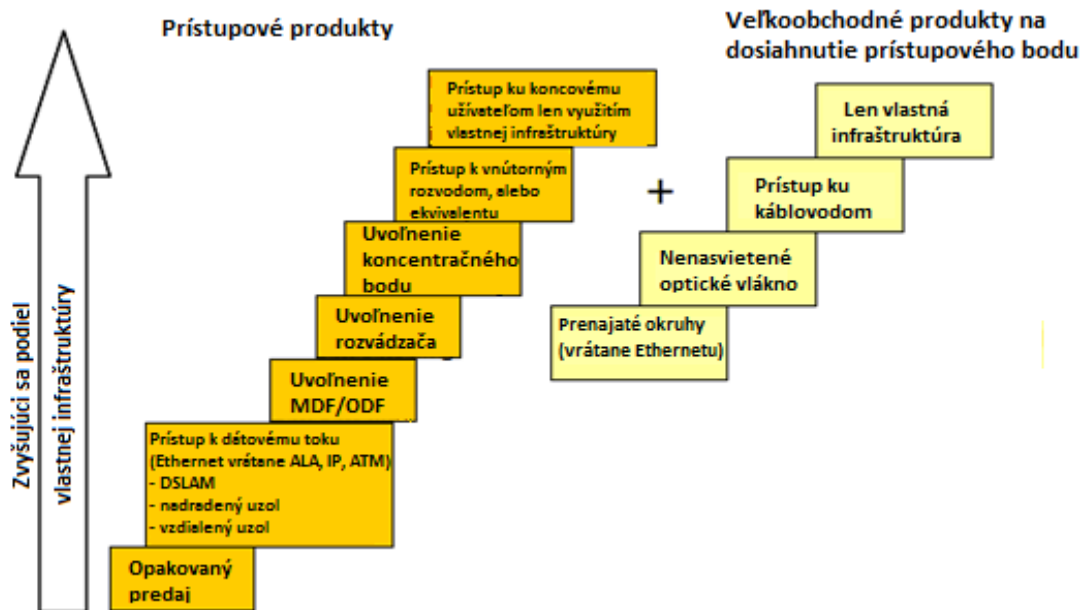 Prístupové produkty
Veľkoobchodné produkty na
dosiahnutie prístupového bodu
Prístup ku koncovému
užívateľom len využitím
vlastnej infraštruktúry
Prístup k vnútorným
rozvodom, alebo
ekvivalentu
Uvoľnenie
koncentračného
bodu
Uvoľnenie
rozvádzača
Uvoľnenie
MDF/ODF
Prístup k dátovému toku
(Ethernet vrátane ALA, IP, ATM)
- DSLAM
- nadradený uzol
- vzdialený uzol
Opakovaný
predaj
+
Len vlastná
infraštruktúra
Prístup ku
káblovodom
Nenasvietené
optické vlákno
Prenajaté okruhy
(vrátane Ethernetu)
Zvyšujúci sa podiel
vlastnej infraštruktúry